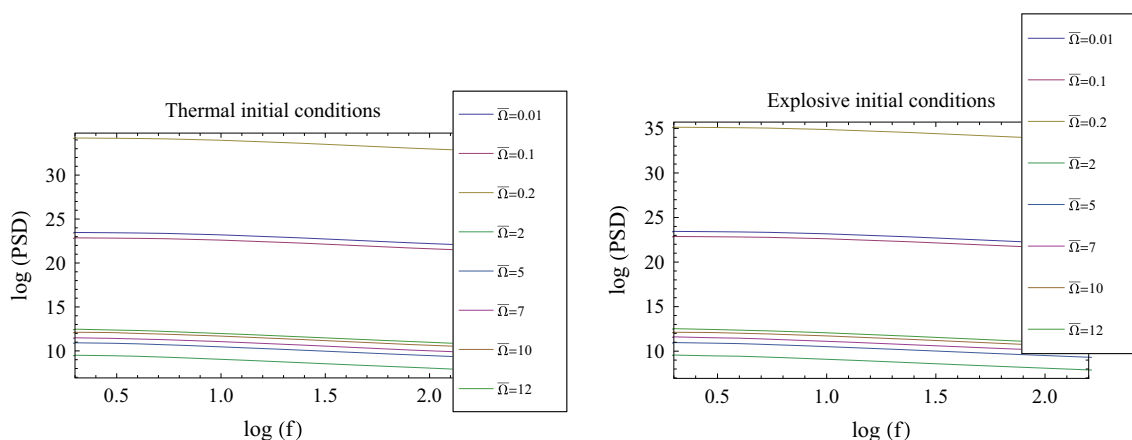 Thermal initial conditions
log (PSD)
30
25
20
15
10
0.5
1.0
1.5
2.0
log (f)
Ω̅=0.01
Ω̅=0.1
Ω̅=0.2
Ω̅=2
Ω̅=5
Ω̅=7
Ω̅=10
Ω̅=12
Explosive initial conditions
log (PSD)
35
30
25
20
15
10
0.5
1.0
1.5
2.0
log (f)
Ω̅=0.01
Ω̅=0.1
Ω̅=0.2
Ω̅=2
Ω̅=5
Ω̅=7
Ω̅=10
Ω̅=12